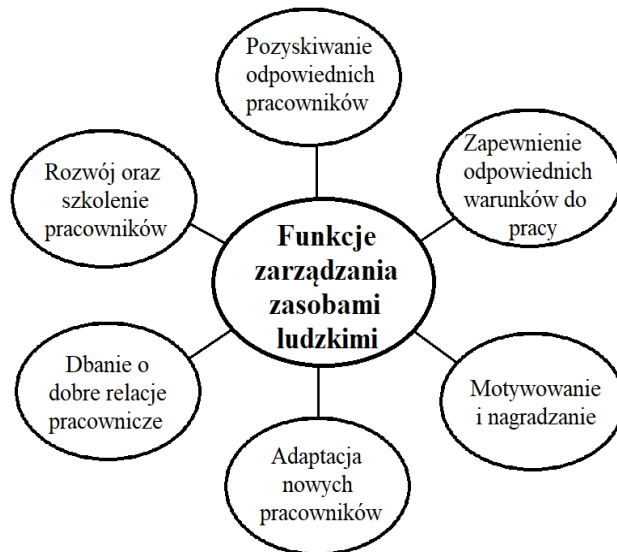 Pozyskiwanie
odpowiednich
pracowników
Zapewnienie
odpowiednich
warunków do
pracy
Rozwój oraz
szkolenie
pracowników
Funkcje
zarządzania
zasobami
ludzkimi
Dbanie o
dobre relacje
pracownicze
Motywowanie
i nagradzanie
Adaptacja
nowych
pracowników